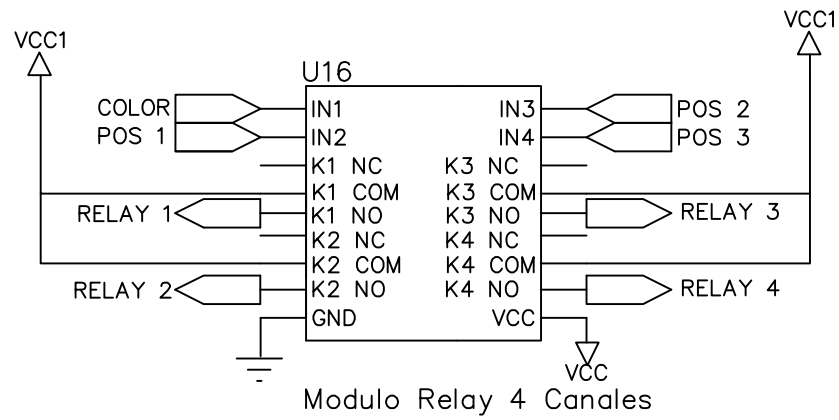 VCC1
VCC1
U16
COLOR IN1 IN3 POS 2
POS 1 IN2 IN4 POS 3
K1 NC K3 NC
K1 COM K3 COM
RELAY 1 K1 NO K3 NO RELAY 3
K2 NC K4 NC
K2 COM K4 COM
RELAY 2 K2 NO K4 NO RELAY 4
GND VCC
VCC
Modulo Relay 4 Canales